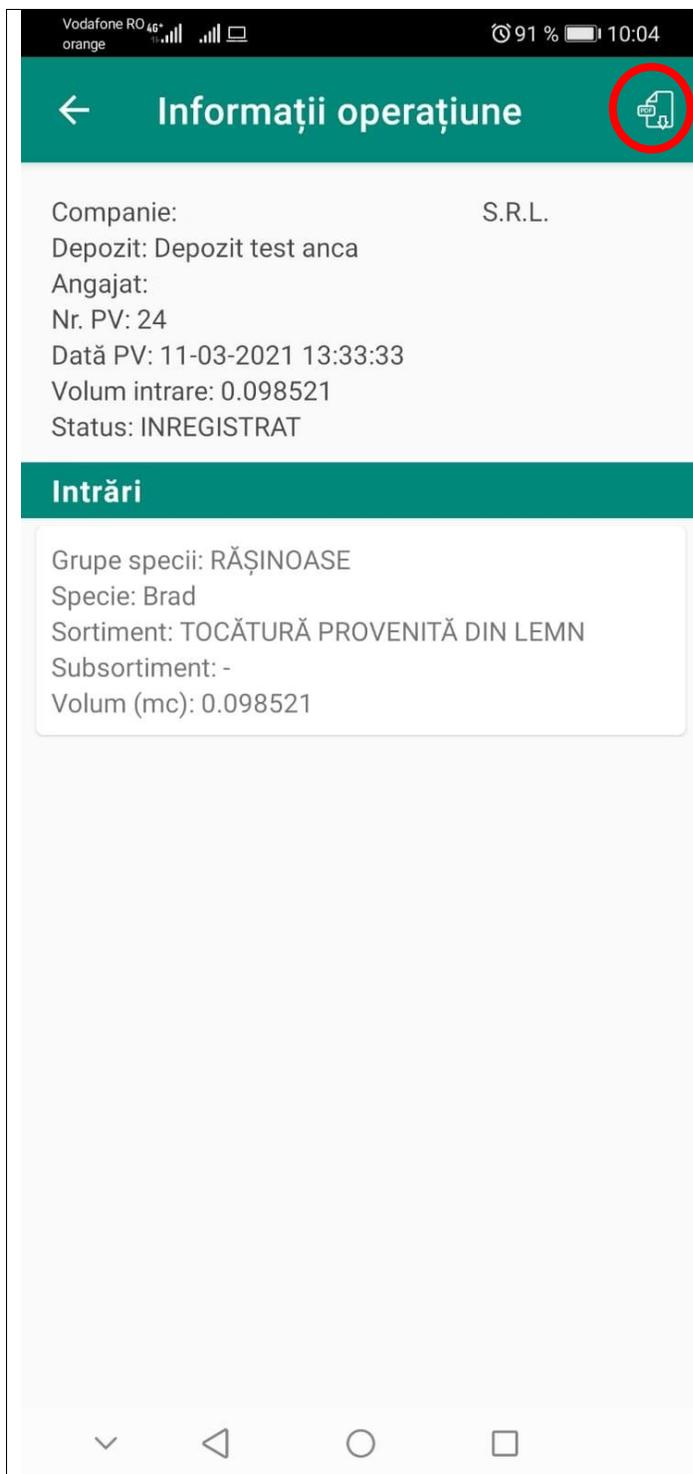 Vodafone RO 4G+
orange
91 % 10:04
Informații operațiune
PDF
Companie: S.R.L.
Depozit: Depozit test anca
Angajat:
Nr. PV: 24
Dată PV: 11-03-2021 13:33:33
Volum intrare: 0.098521
Status: INREGISTRAT
Intrări
Grupe specii: RĂȘINOASE
Specie: Brad
Sortiment: TOCĂTURĂ PROVENITĂ DIN LEMN
Subsortiment: -
Volum (mc): 0.098521